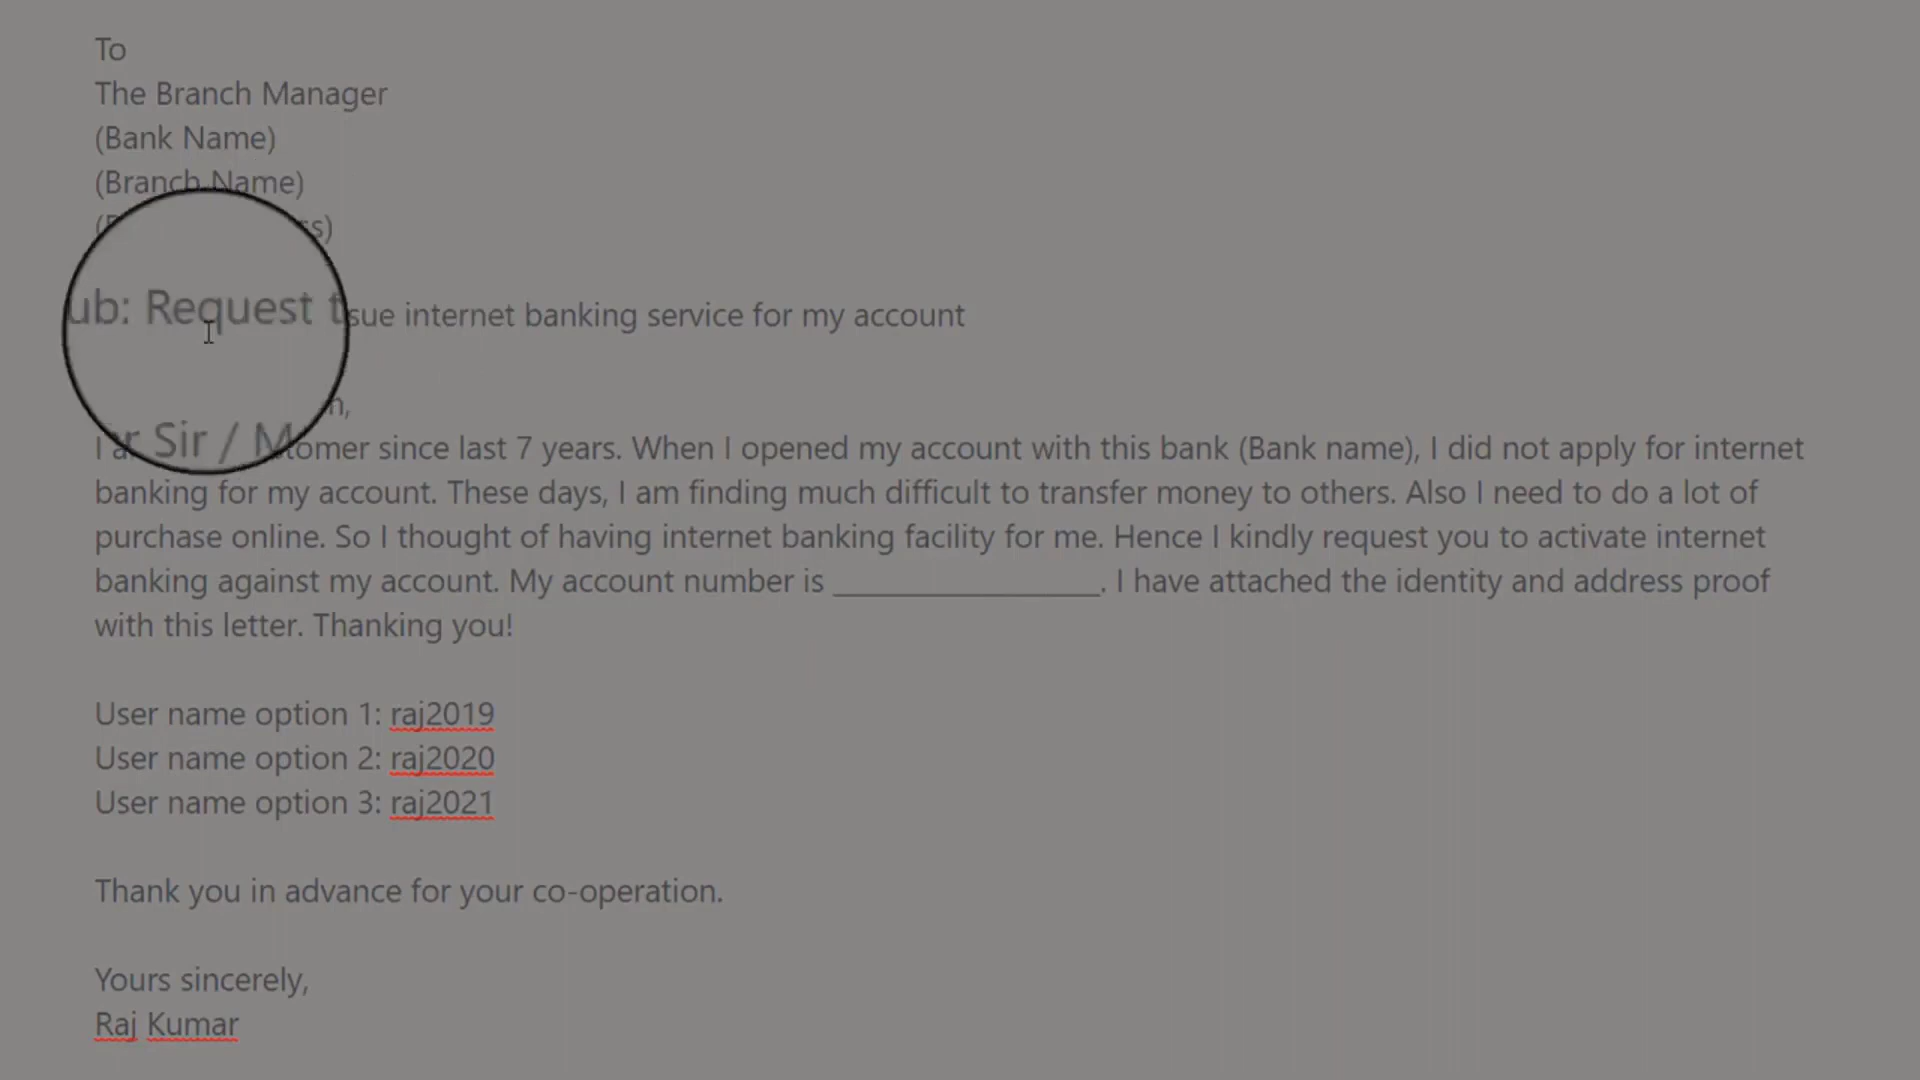 To
The Branch Manager
(Bank Name)
(Branch Name)
ub: Request sue internet banking service for my account
ar Sir / M
I tomer since last 7 years. When I opened my account with this bank (Bank name), I did not apply for internet
banking for my account. These days, I am finding much difficult to transfer money to others. Also I need to do a lot of
purchase online. So I thought of having internet banking facility for me. Hence I kindly request you to activate internet
banking against my account. My account number is ________________. I have attached the identity and address proof
with this letter. Thanking you!
User name option 1: raj2019
User name option 2: raj2020
User name option 3: raj2021
Thank you in advance for your co-operation.
Yours sincerely,
Raj Kumar